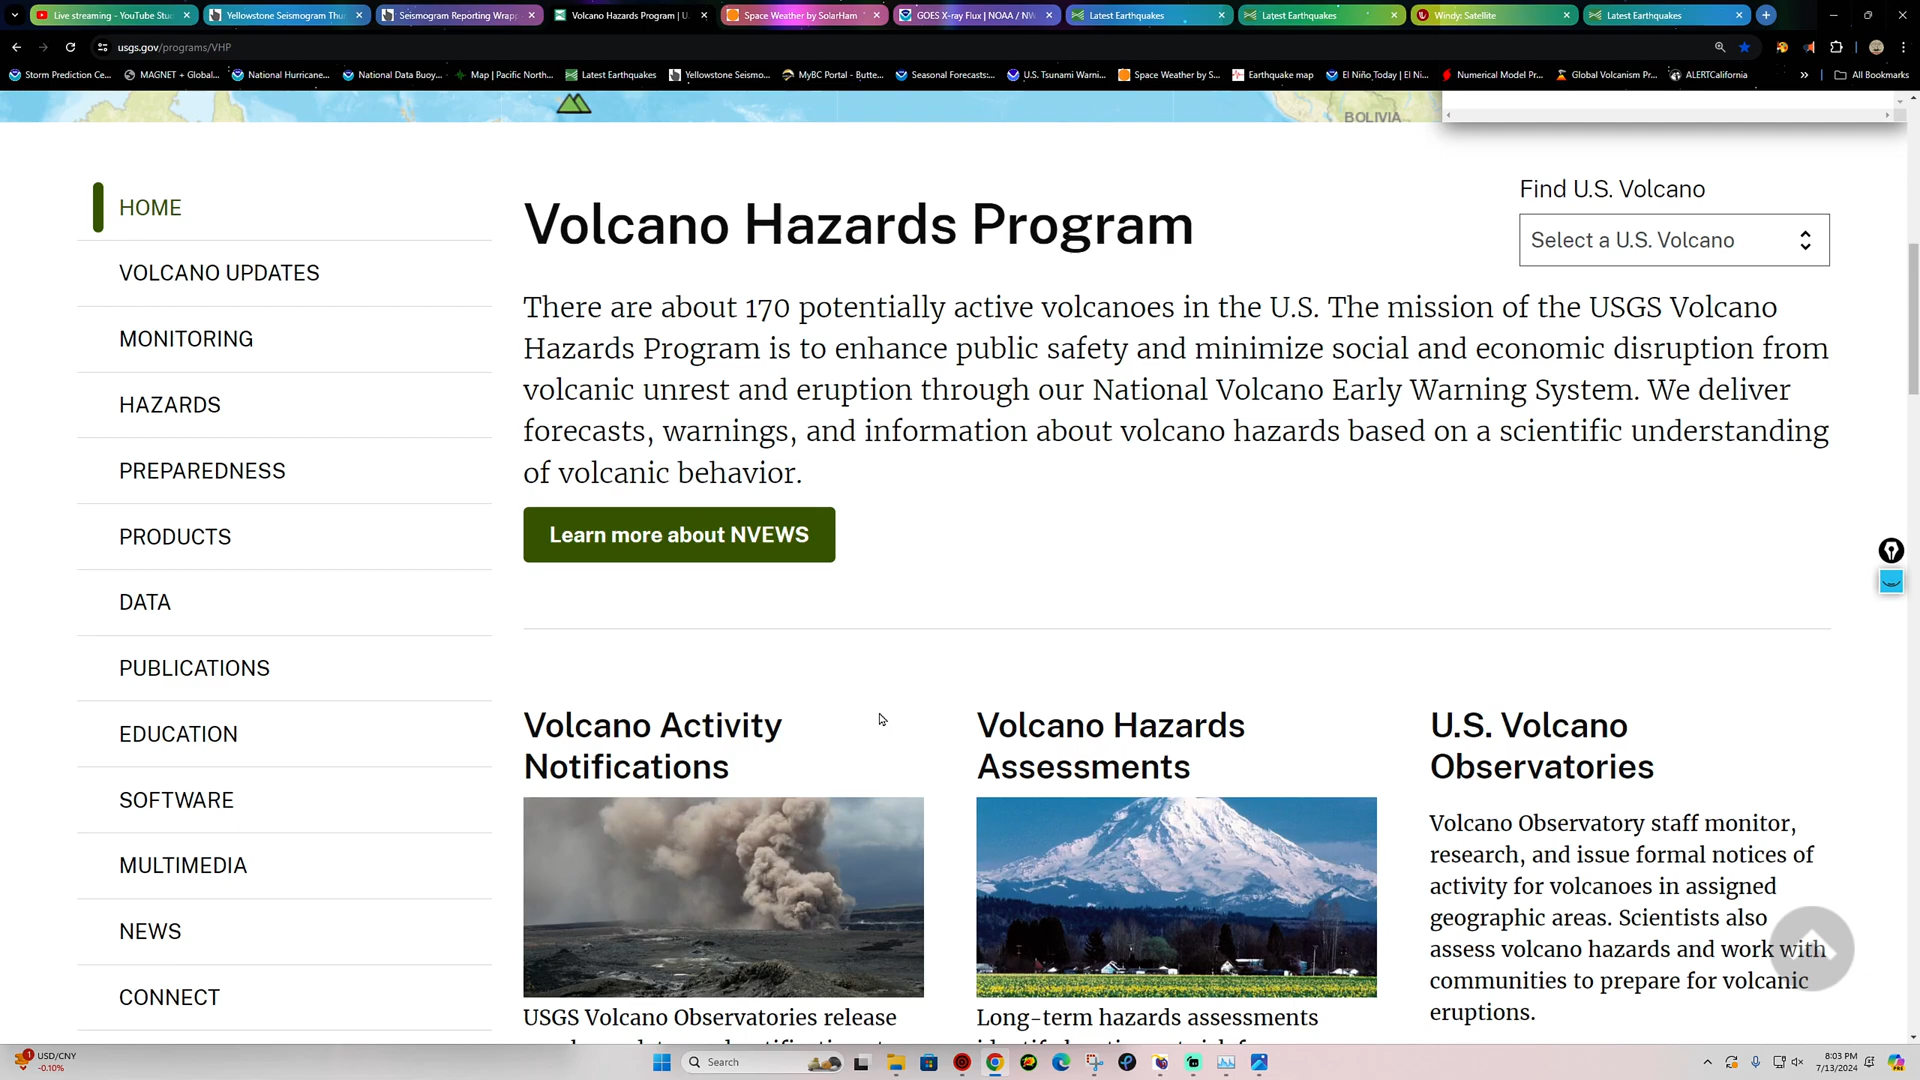 Live streaming - YouTube Stu
Yellowstone Seismogram Thu
Seismogram Reporting Wrapp
Volcano Hazards Program | U.
Space Weather by SolarHam
GOES X-ray Flux | NOAA / NW
Latest Earthquakes
Latest Earthquakes
Windy: Satellite
Latest Earthquakes
usgs.gov/programs/VHP
Storm Prediction Ce...
MAGNET + Global...
National Hurricane...
National Data Buoy...
Map | Pacific North...
Latest Earthquakes
Yellowstone Seismo...
MyBC Portal - Butte...
Seasonal Forecasts:...
U.S. Tsunami Warni...
Space Weather by S...
Earthquake map
El Niño Today | El Ni...
Numerical Model Pr...
Global Volcanism Pr...
ALERTCalifornia
All Bookmarks
BOLIVIA
HOME
VOLCANO UPDATES
MONITORING
HAZARDS
PREPAREDNESS
PRODUCTS
DATA
PUBLICATIONS
EDUCATION
SOFTWARE
MULTIMEDIA
NEWS
CONNECT
Volcano Hazards Program
Find U.S. Volcano
Select a U.S. Volcano
There are about 170 potentially active volcanoes in the U.S. The mission of the USGS Volcano
Hazards Program is to enhance public safety and minimize social and economic disruption from
volcanic unrest and eruption through our National Volcano Early Warning System. We deliver
forecasts, warnings, and information about volcano hazards based on a scientific understanding
of volcanic behavior.
Learn more about NVEWS
Volcano Activity
Notifications
USGS Volcano Observatories release
Volcano Hazards
Assessments
Long-term hazards assessments
U.S. Volcano
Observatories
Volcano Observatory staff monitor,
research, and issue formal notices of
activity for volcanoes in assigned
geographic areas. Scientists also
assess volcano hazards and work with
communities to prepare for volcanic
eruptions.
1
USD/CNY
-0.10%
Search
8:03 PM
7/13/2024